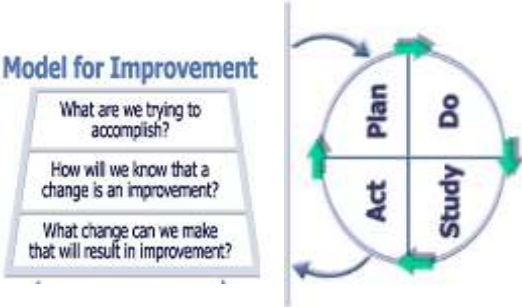 Model for Improvement
What are we trying to
accomplish?
How will we know that a
change is an improvement?
What change can we make
that will result in improvement?
Plan
Do
Act
Study